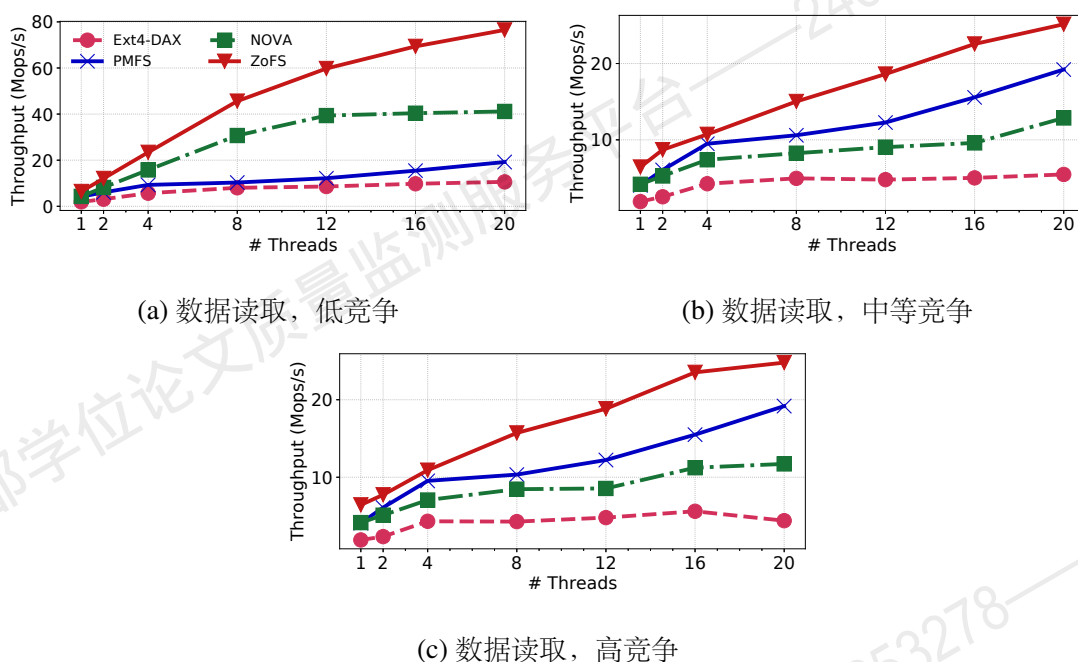 Throughput (Mops/s)
80
60
40
20
0
Ext4-DAX
PMFS
NOVA
ZoFS
1 2 4 8 12 16 20
# Threads
(a) 数据读取，低竞争
Throughput (Mops/s)
20
10
1 2 4 8 12 16 20
# Threads
(b) 数据读取，中等竞争
Throughput (Mops/s)
20
10
1 2 4 8 12 16 20
# Threads
(c) 数据读取，高竞争
部学位论文质量监测服务平台——